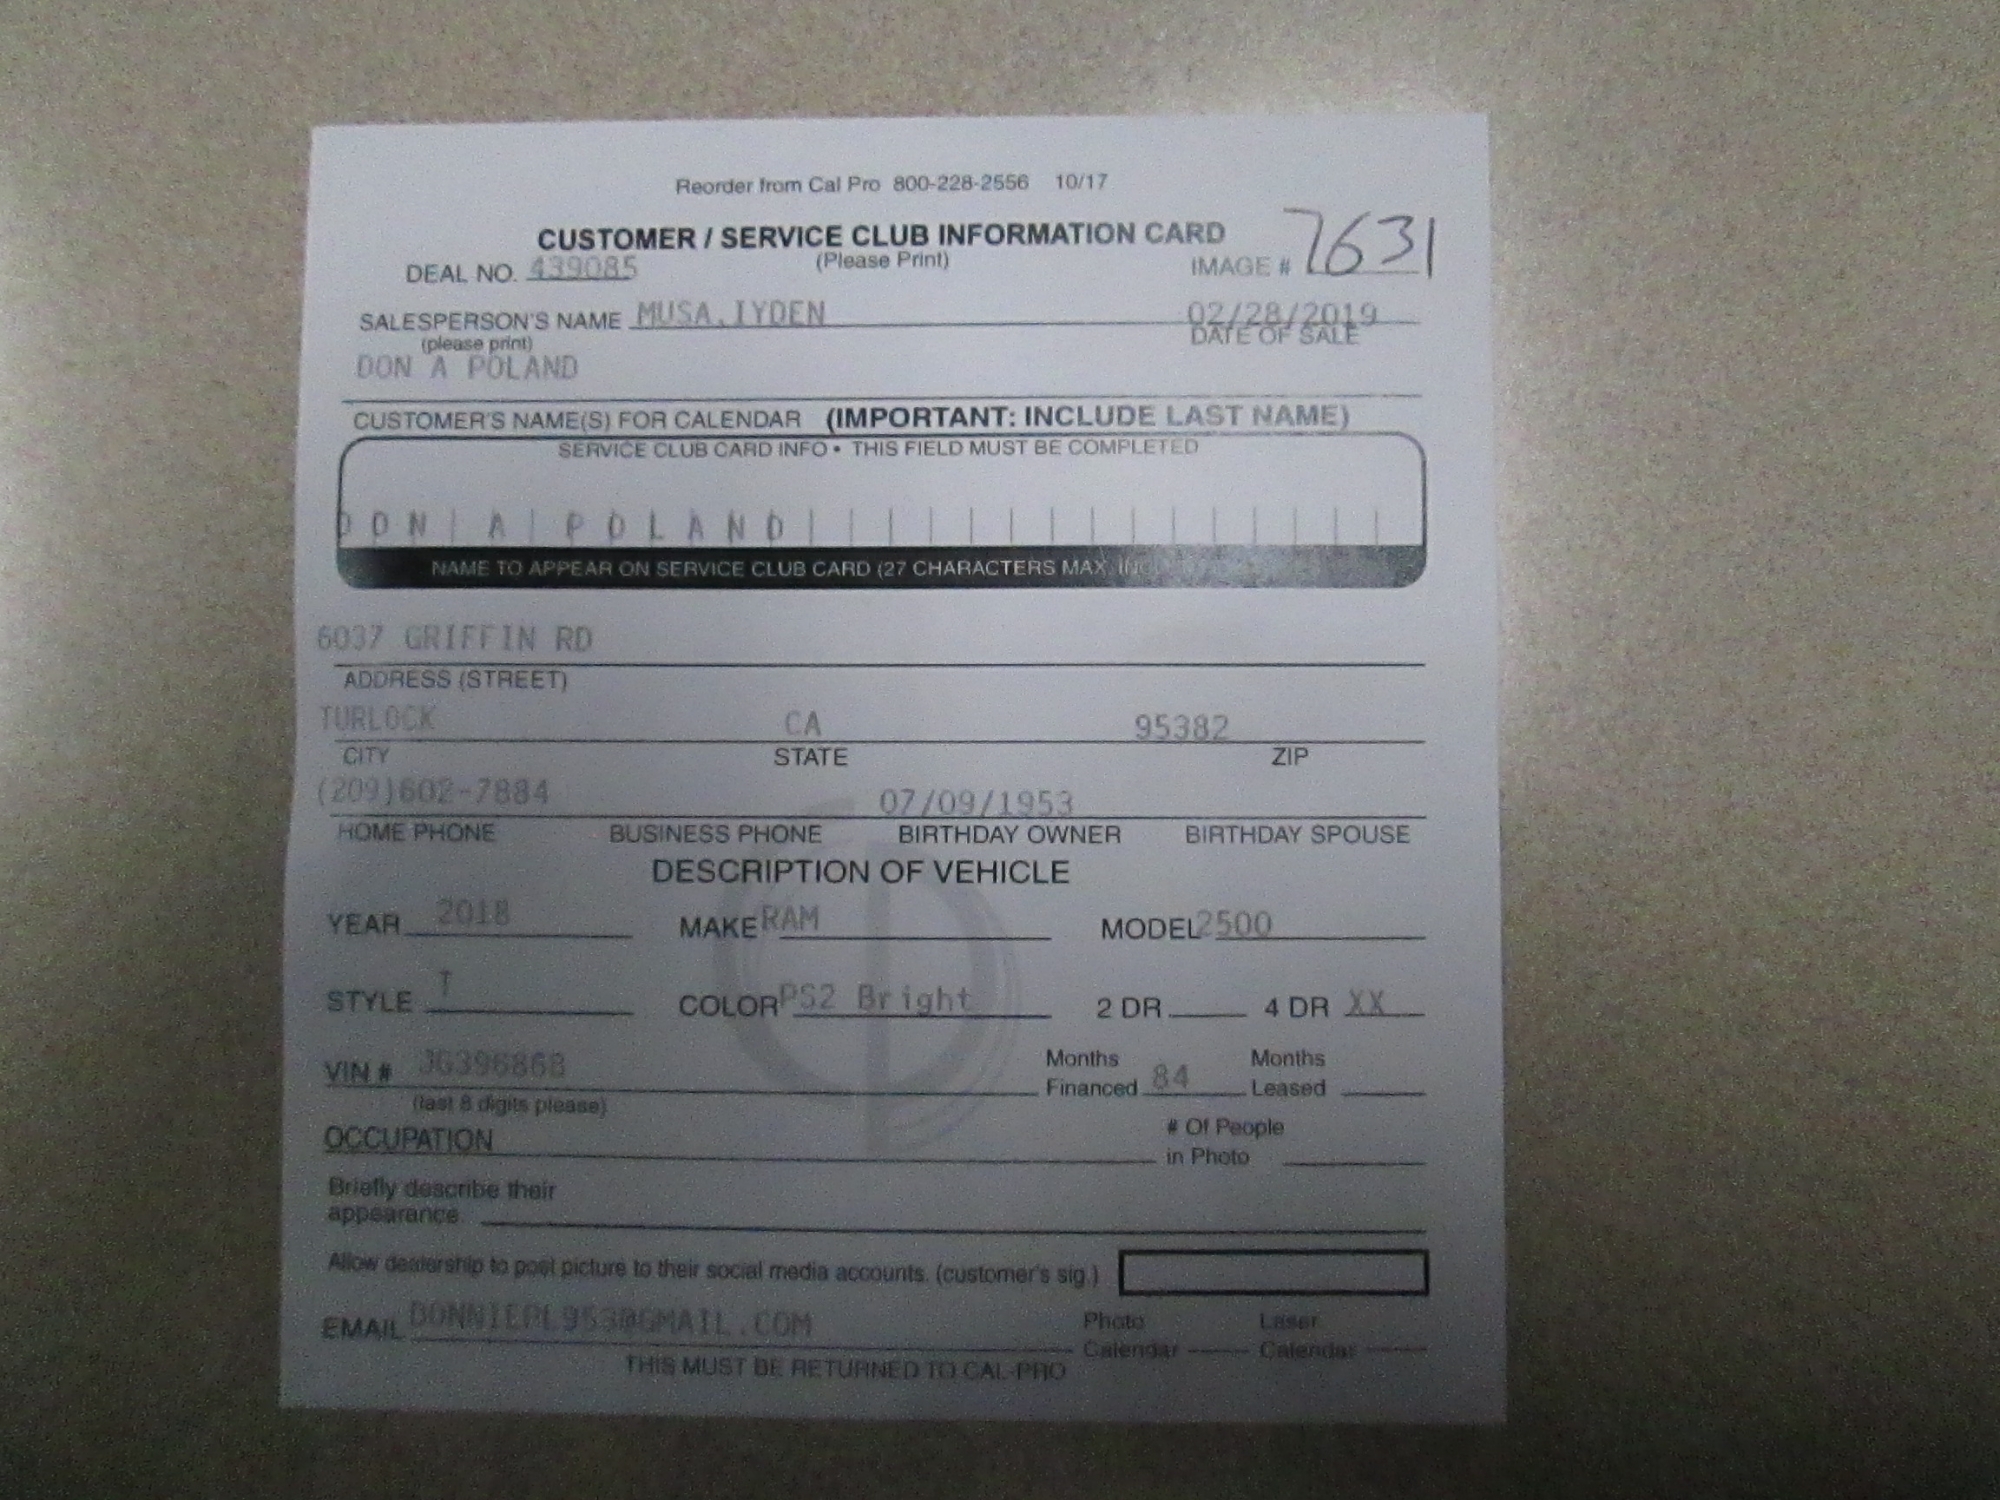 Reorder from Cal Pro 800-228-2556 10/17
CUSTOMER / SERVICE CLUB INFORMATION CARD
(Please Print)
DEAL NO. 439085 IMAGE # 7631
SALESPERSON'S NAME MUSA,IYDEN 02/28/2019
(please print) DATE OF SALE
DON A POLAND
CUSTOMER'S NAME(S) FOR CALENDAR (IMPORTANT: INCLUDE LAST NAME)
SERVICE CLUB CARD INFO • THIS FIELD MUST BE COMPLETED
DON A POLAND
NAME TO APPEAR ON SERVICE CLUB CARD (27 CHARACTERS MAX
6037 GRIFFIN RD
ADDRESS (STREET)
TURLOCK CA 95382
CITY STATE ZIP
(209)602-7884 07/09/1953
HOME PHONE BUSINESS PHONE BIRTHDAY OWNER BIRTHDAY SPOUSE
DESCRIPTION OF VEHICLE
YEAR 2018 MAKE RAM MODEL 2500
STYLE T COLOR PS2 Bright 2 DR 4 DR XX
VIN # JG396868 Months Financed 84 Months Leased
(last 8 digits please)
OCCUPATION # Of People in Photo
Briefly describe their
appearance
Allow dealership to post picture to their social media accounts. (customer's sig.)
EMAIL Photo Calendar Laser Calendar
THIS MUST BE RETURNED TO CAL-PRO